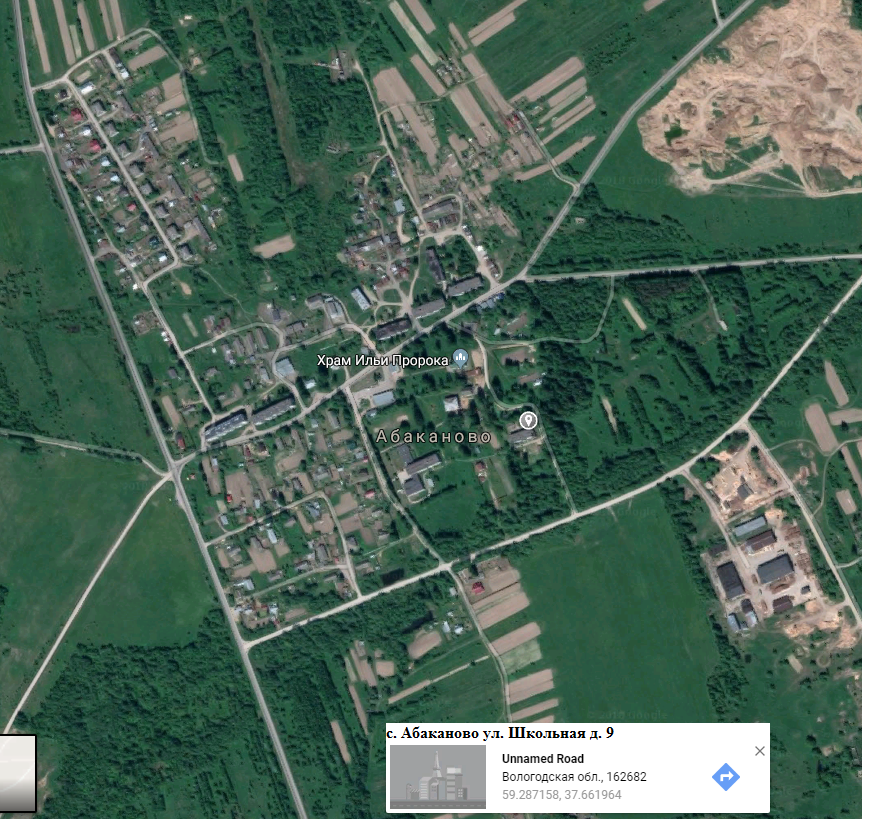 Храм Ильи Пророка
Абаканово
с. Абаканово ул. Школьная д. 9
Unnamed Road
Вологодская обл., 162682
59.287158, 37.661964